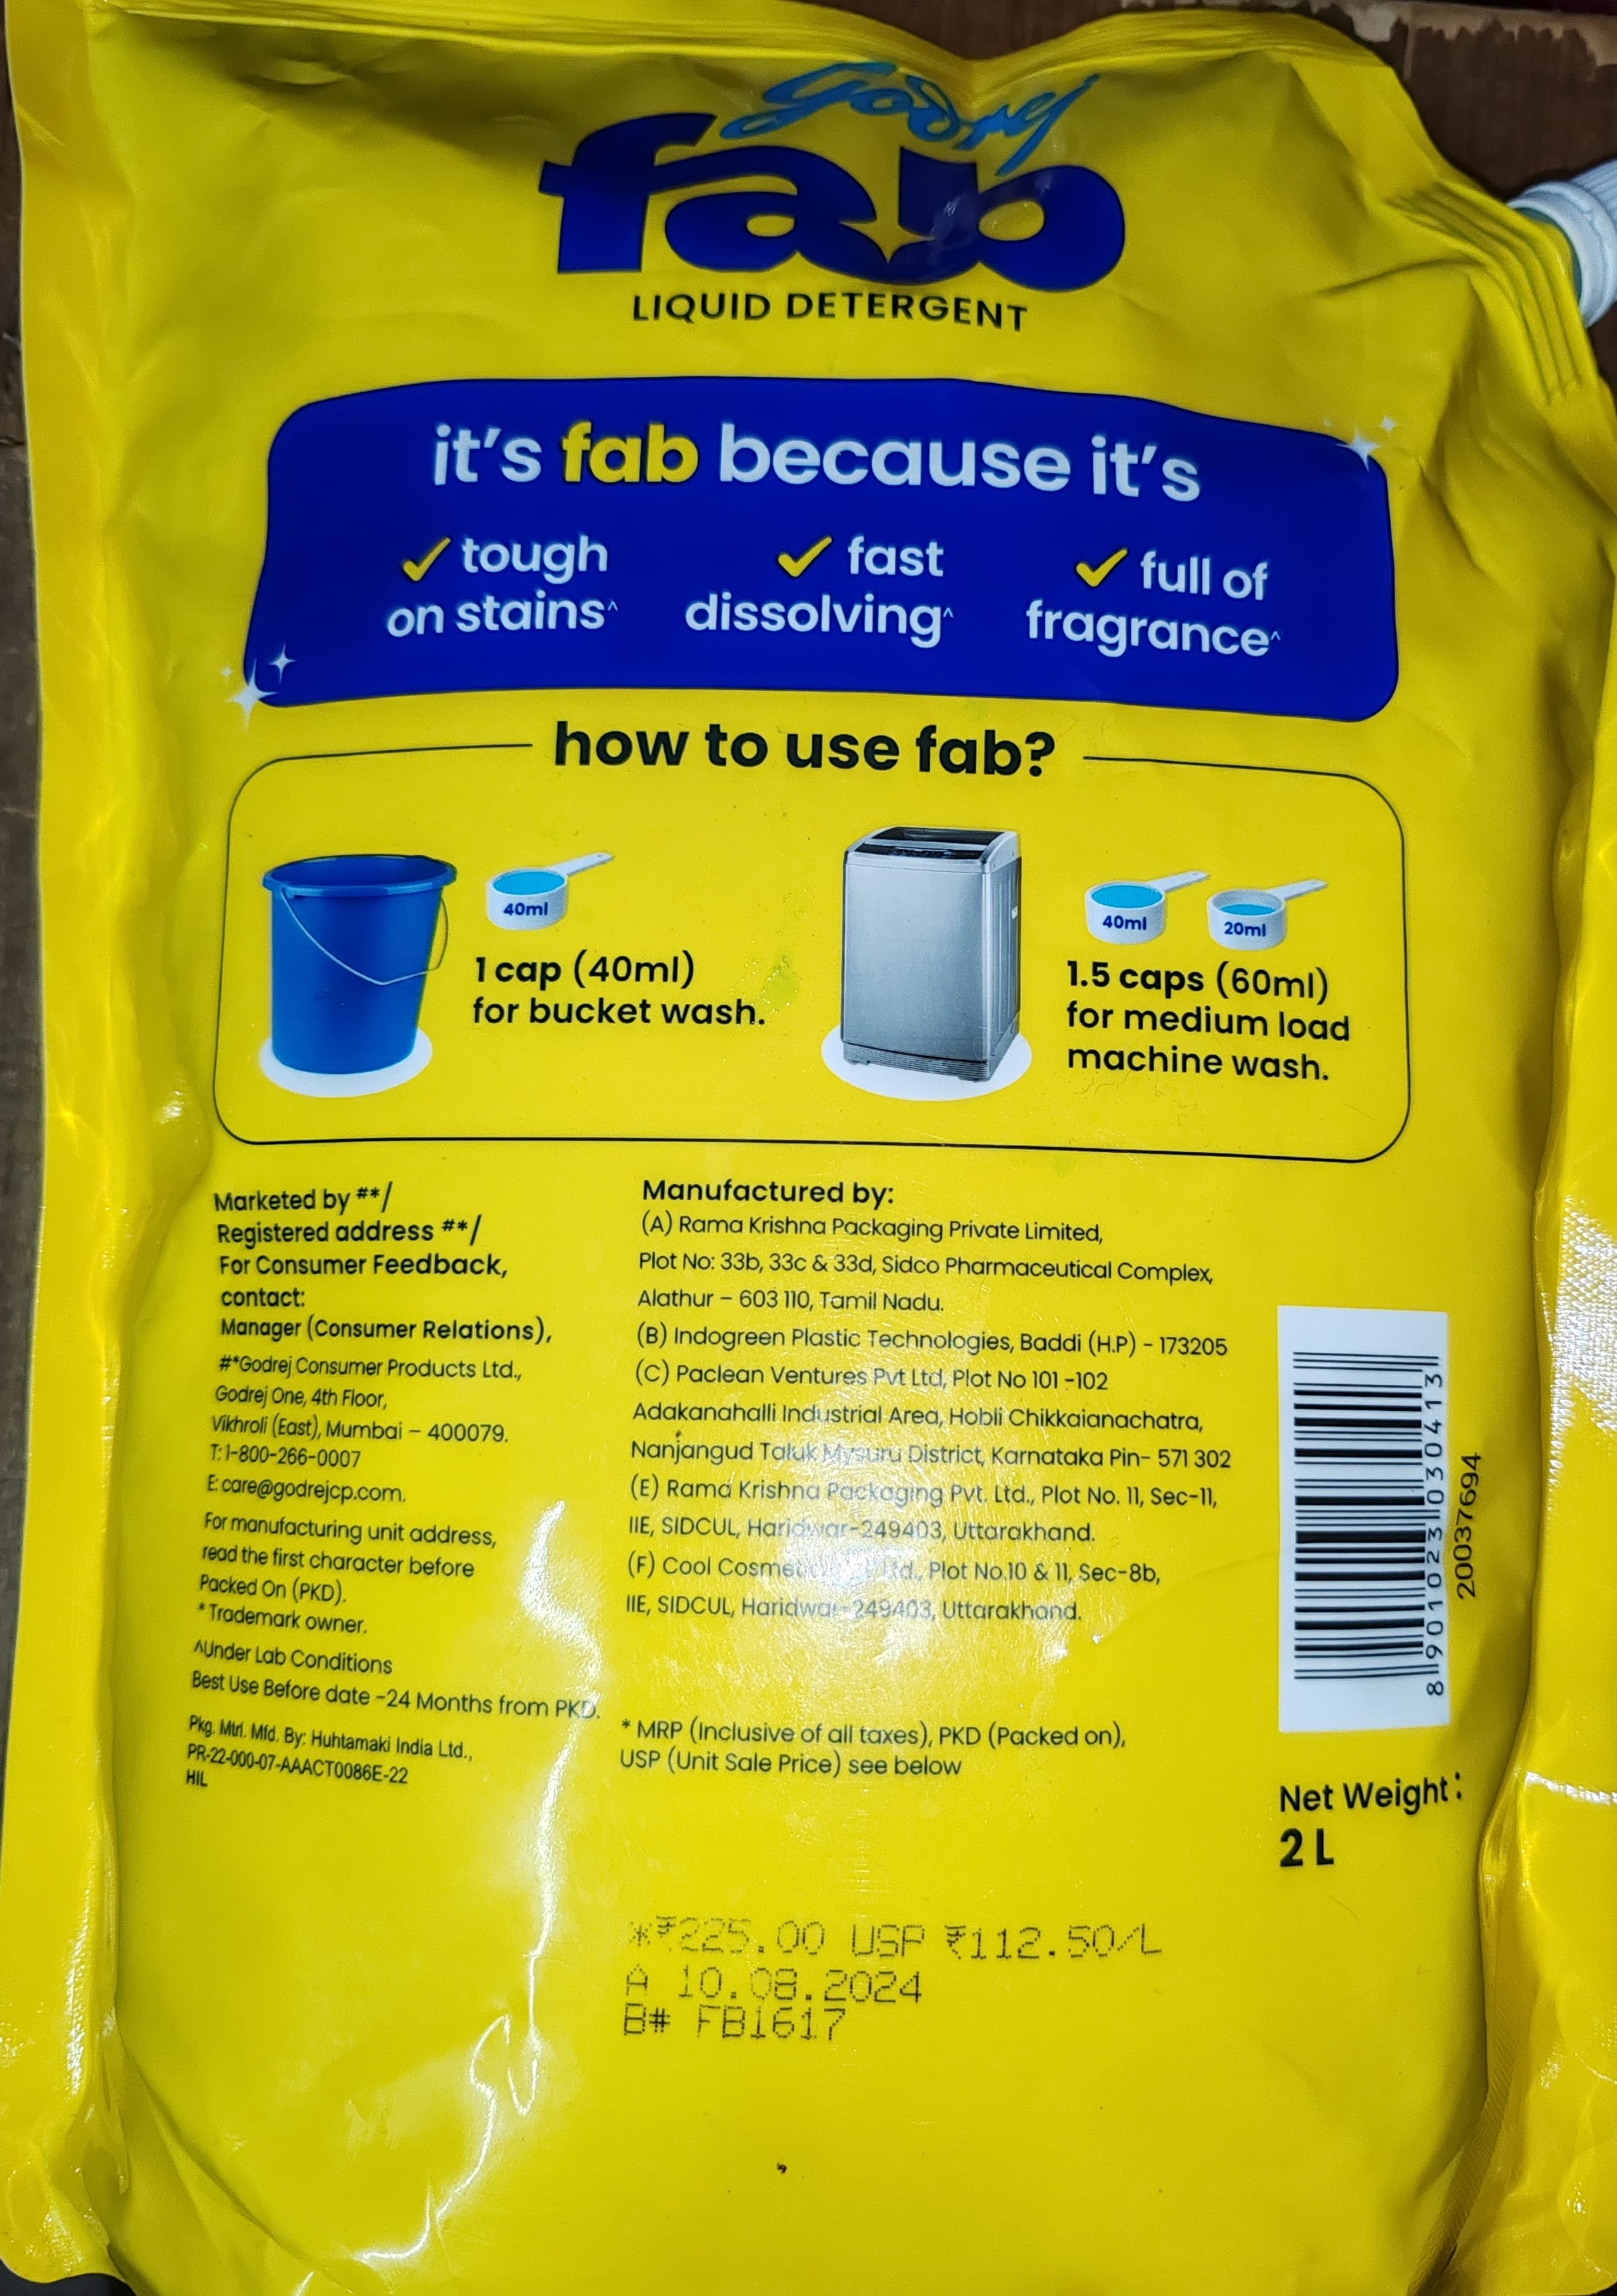 Godrej
fab
LIQUID DETERGENT
it's fab because it's
✓ tough
on stains^
✓ fast
dissolving^
✓ full of
fragrance^
how to use fab?
40ml
1 cap (40ml)
for bucket wash.
40ml
20ml
1.5 caps (60ml)
for medium load
machine wash.
Marketed by #*/
Registered address #*/
For Consumer Feedback,
contact:
Manager (Consumer Relations),
#*Godrej Consumer Products Ltd.,
Godrej One, 4th Floor,
Vikhroli (East), Mumbai – 400079.
T: 1-800-266-0007
E: care@godrejcp.com.
For manufacturing unit address,
read the first character before
Packed On (PKD).
* Trademark owner.
^Under Lab Conditions
Best Use Before date -24 Months from PKD.
Pkg. Mtrl. Mfd. By: Huhtamaki India Ltd.,
PR-22-000-07-AAACT0086E-22
HIL
Manufactured by:
(A) Rama Krishna Packaging Private Limited,
Plot No: 33b, 33c & 33d, Sidco Pharmaceutical Complex,
Alathur – 603 110, Tamil Nadu.
(B) Indogreen Plastic Technologies, Baddi (H.P) - 173205
(C) Paclean Ventures Pvt Ltd, Plot No 101 -102
Adakanahalli Industrial Area, Hobli Chikkaianachatra,
Nanjangud Taluk Mysuru District, Karnataka Pin- 571 302
(E) Rama Krishna Packaging Pvt. Ltd., Plot No. 11, Sec-11,
IIE, SIDCUL, Haridwar-249403, Uttarakhand.
(F) Cool Ltd., Plot No.10 & 11, Sec-8b,
IIE, SIDCUL, Haridwar-249403, Uttarakhand.
* MRP (Inclusive of all taxes), PKD (Packed on),
USP (Unit Sale Price) see below
8 901023 030413
20037694
Net Weight:
2 L
*₹225.00 USP ₹112.50/L
A 10.08.2024
B# FB1617